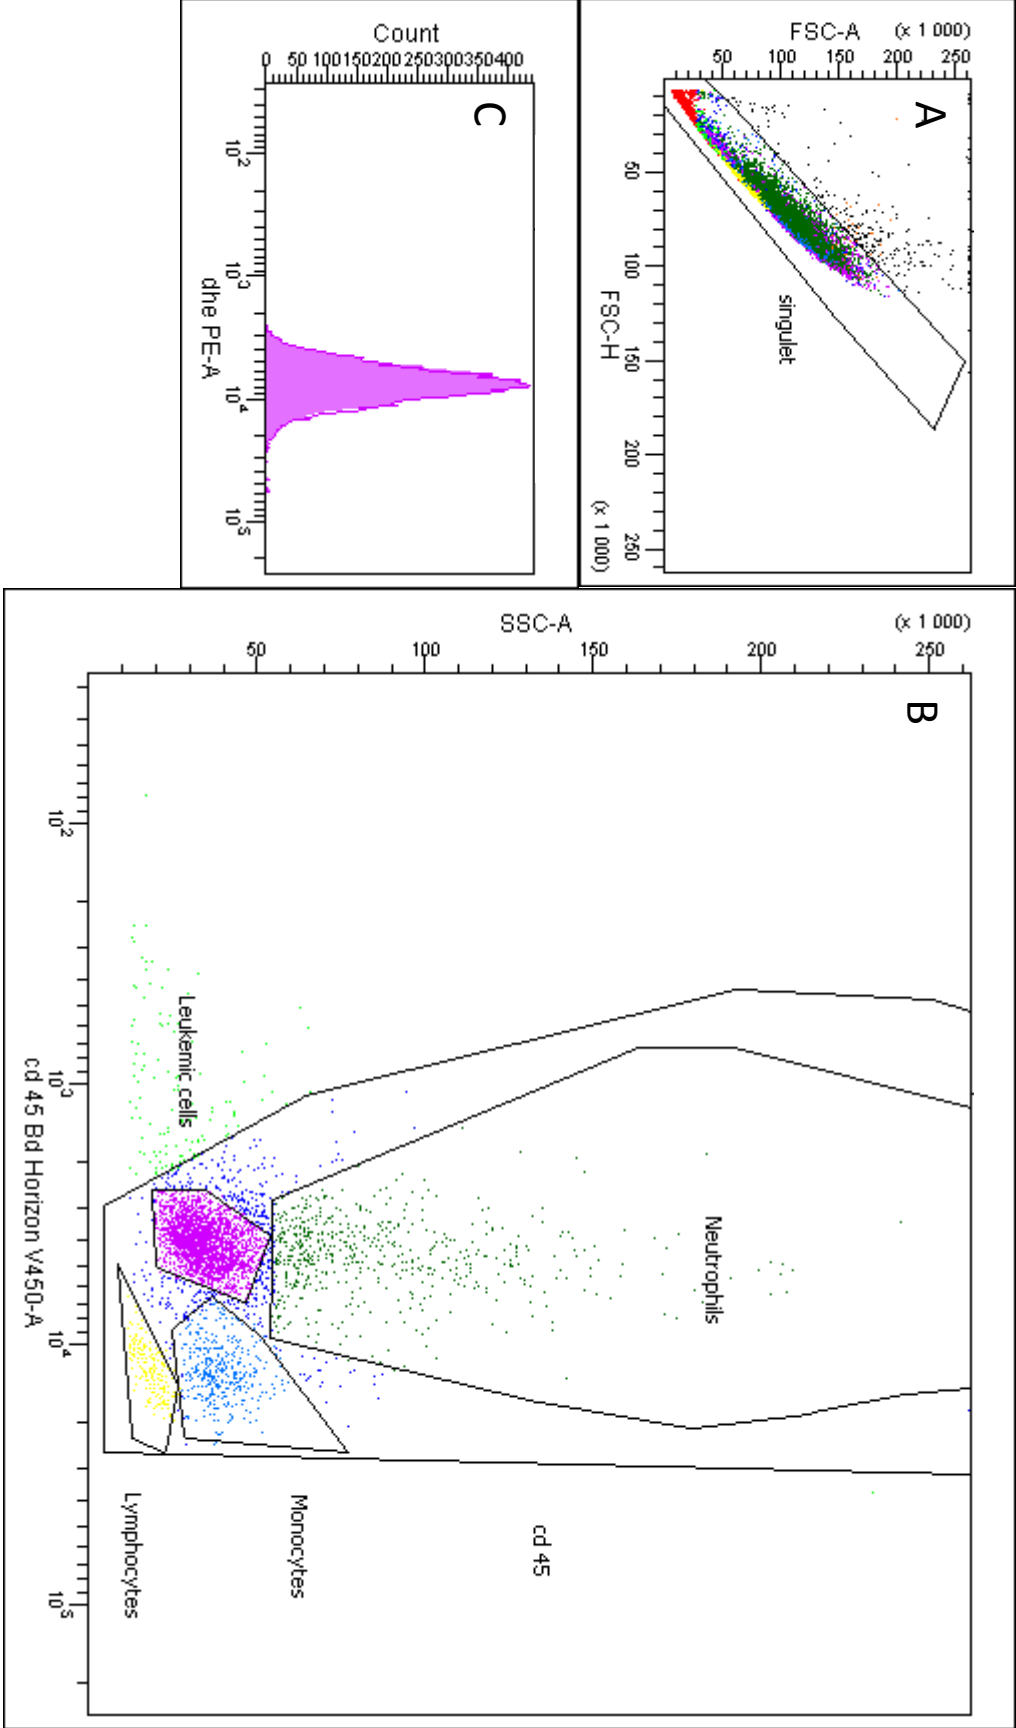 A
FSC-A
(x 1 000)
50 100 150 200 250
singulet
50 100 150 200 250
FSC-H
(x 1 000)
C
Count
0 50 100 150 200 250 300 350 400
10^2 10^3 10^4 10^5
dhe PE-A
B
SSC-A
(x 1 000)
50 100 150 200 250
Leukemic cells
Neutrophils
Monocytes
Lymphocytes
cd 45
10^2 10^3 10^4 10^5
cd 45 Bd Horizon V450-A